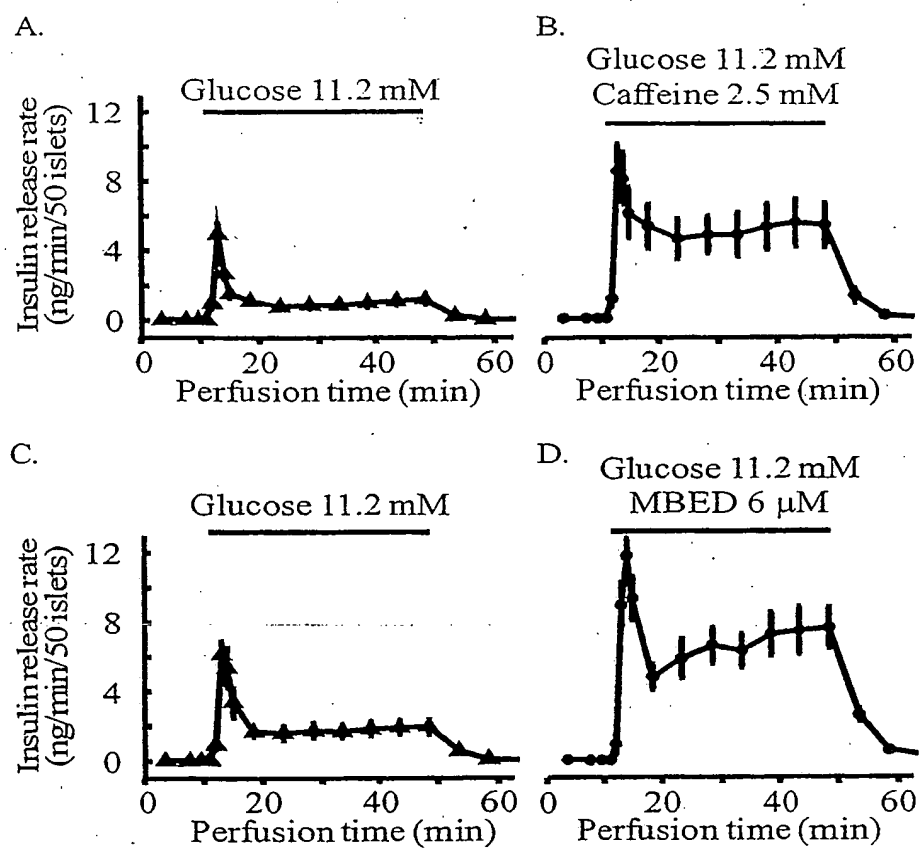 A.
Glucose 11.2 mM
Insulin release rate
(ng/min/50 islets)
12
8
4
0
0 20 40 60
Perfusion time (min)
B.
Glucose 11.2 mM
Caffeine 2.5 mM
0 20 40 60
Perfusion time (min)
C.
Glucose 11.2 mM
Insulin release rate
(ng/min/50 islets)
12
8
4
0
0 20 40 60
Perfusion time (min)
D.
Glucose 11.2 mM
MBED 6 μM
0 20 40 60
Perfusion time (min)